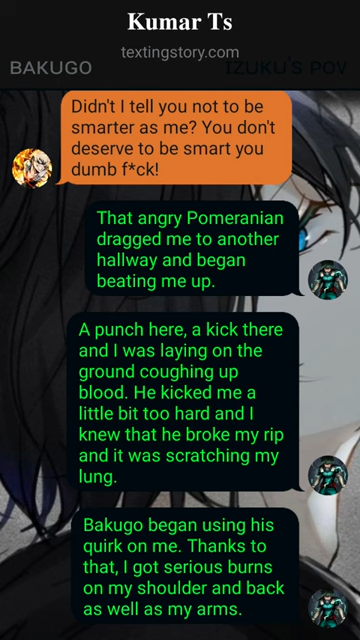 Kumar Ts
textingstory.com
BAKUGO
IZUKU'S POV
Didn't I tell you not to be
smarter as me? You don't
deserve to be smart you
dumb f*ck!
That angry Pomeranian
dragged me to another
hallway and began
beating me up.
A punch here, a kick there
and I was laying on the
ground coughing up
blood. He kicked me a
little bit too hard and I
knew that he broke my rip
and it was scratching my
lung.
Bakugo began using his
quirk on me. Thanks to
that, I got serious burns
on my shoulder and back
as well as my arms.